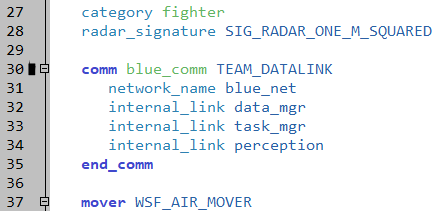 27 category fighter
28 radar_signature SIG_RADAR_ONE_M_SQUARED
29
30 comm blue_comm TEAM_DATALINK
31 network_name blue_net
32 internal_link data_mgr
33 internal_link task_mgr
34 internal_link perception
35 end_comm
36
37 mover WSF_AIR_MOVER